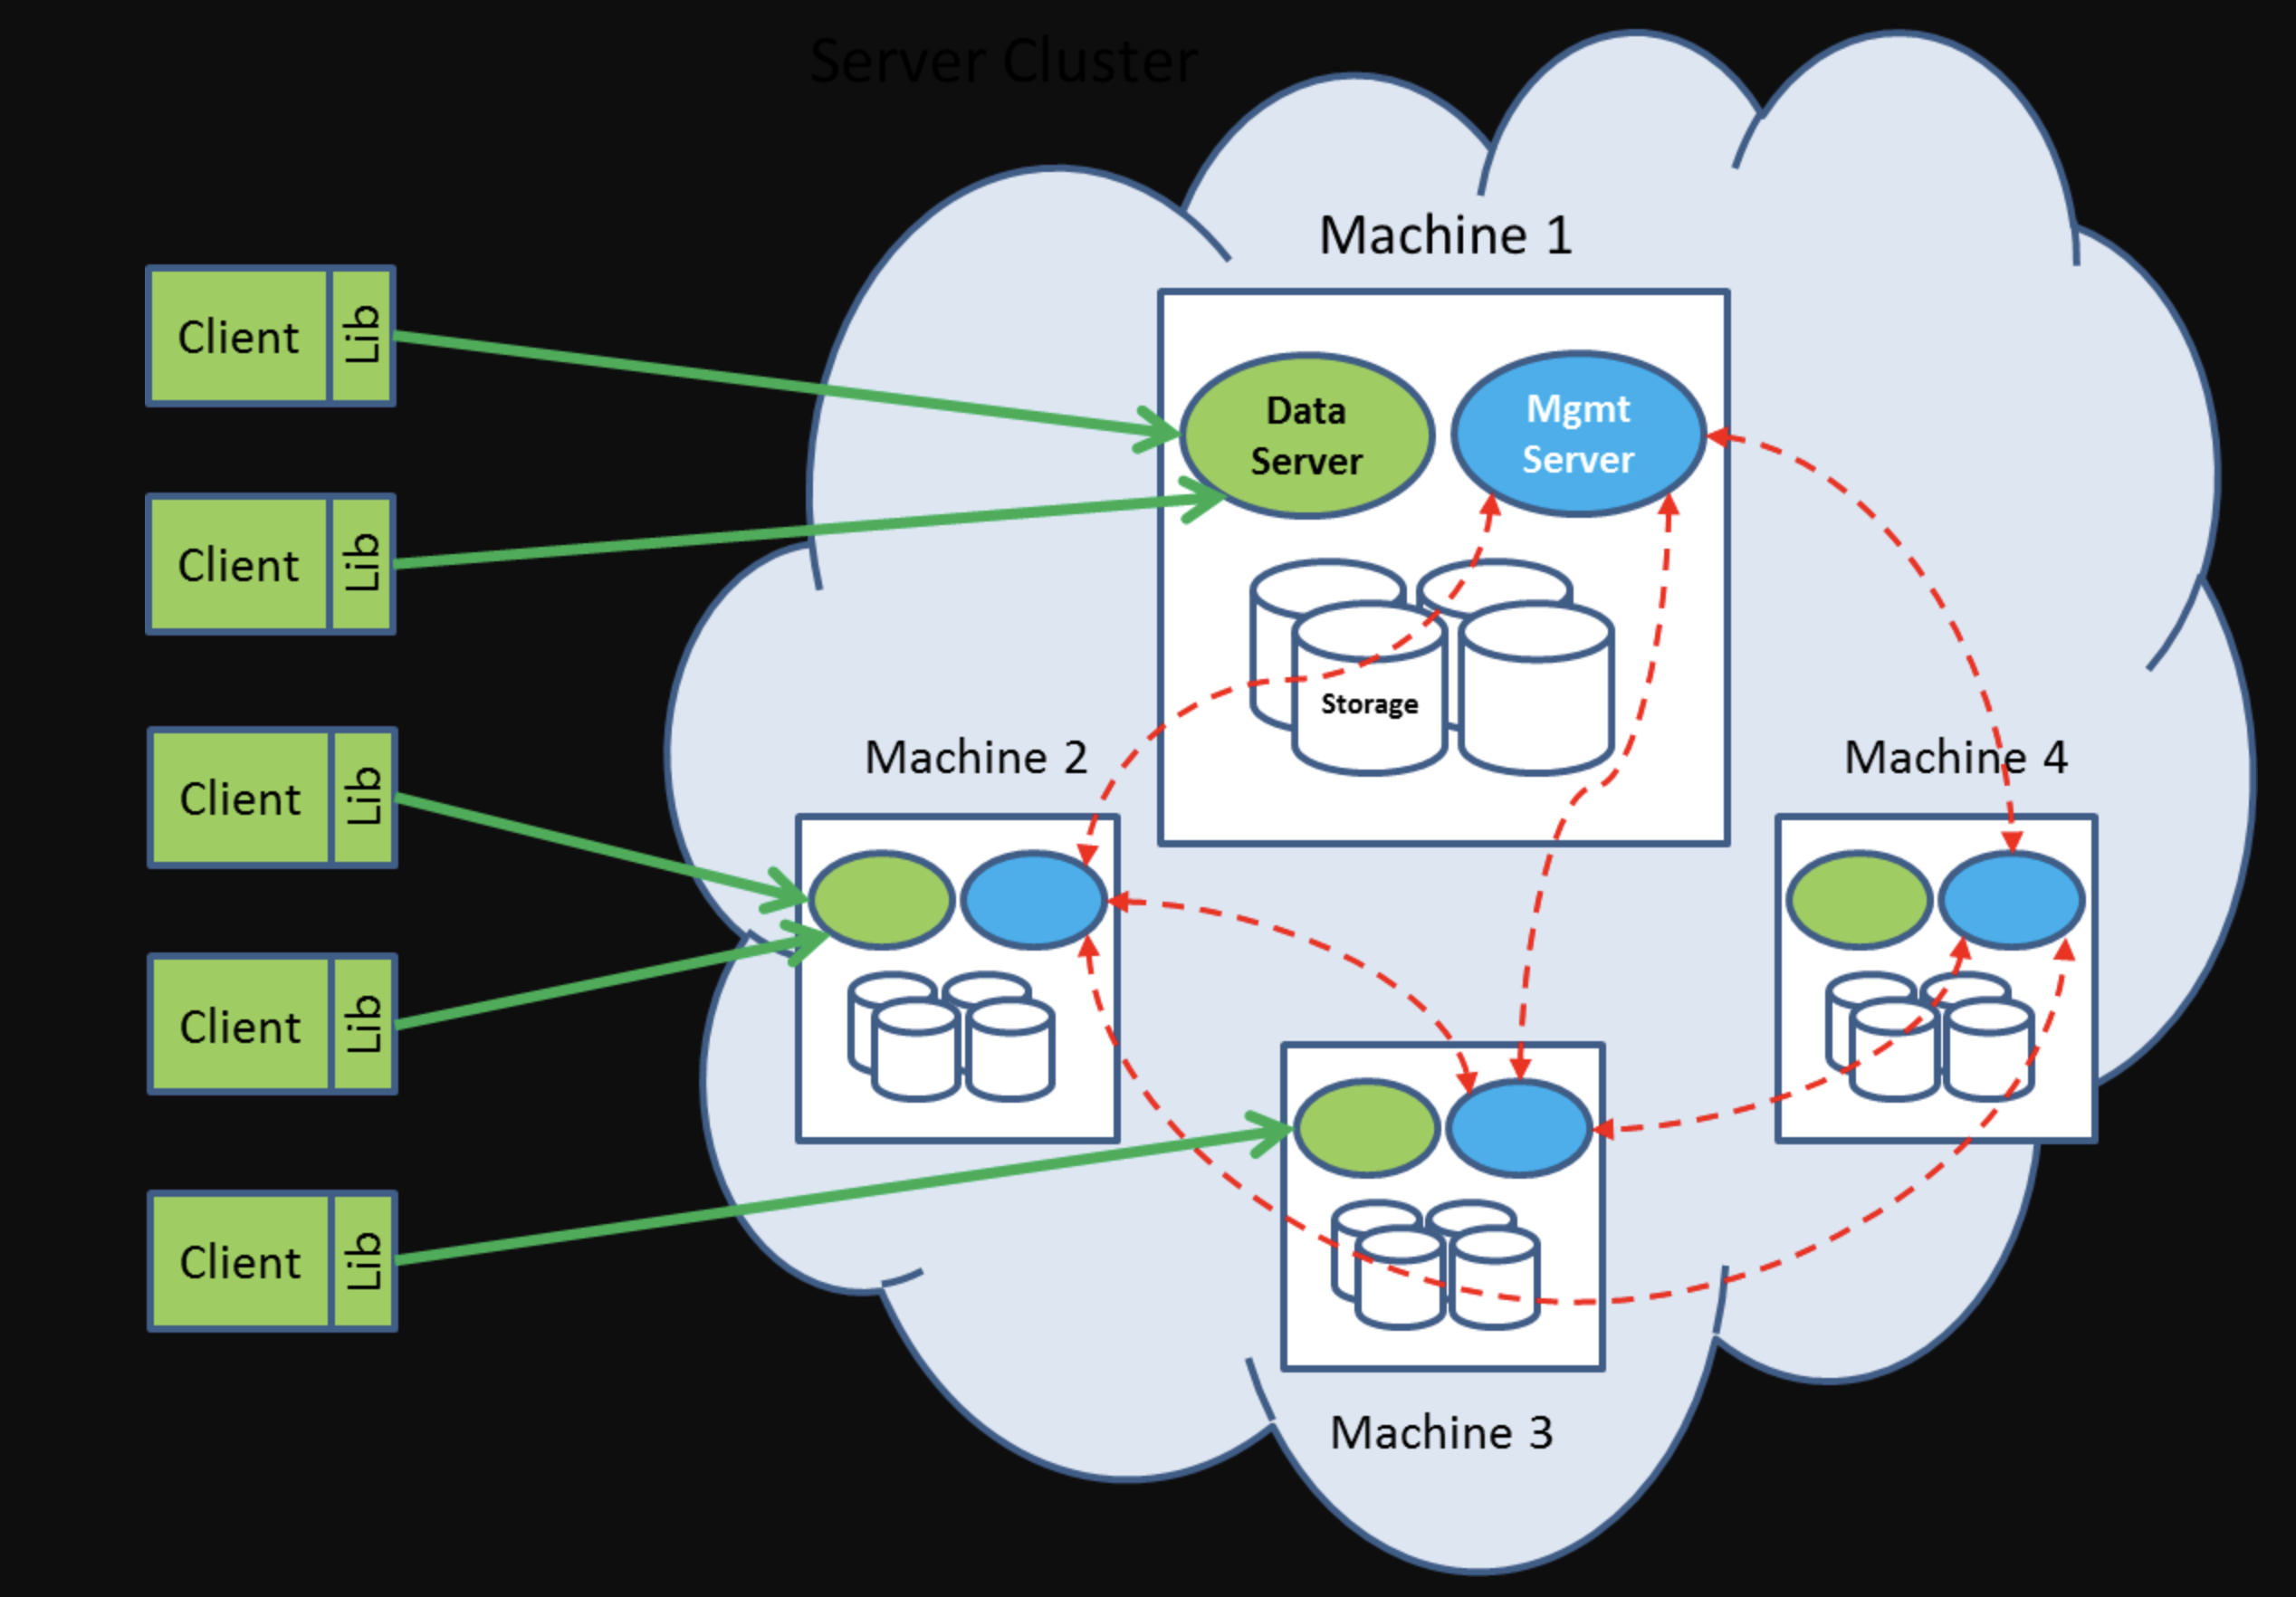 Server Cluster
Machine 1
Client
Lib
Data
Server
Mgmt
Server
Client
Lib
Storage
Machine 2
Machine 4
Client
Lib
Client
Lib
Client
Lib
Machine 3